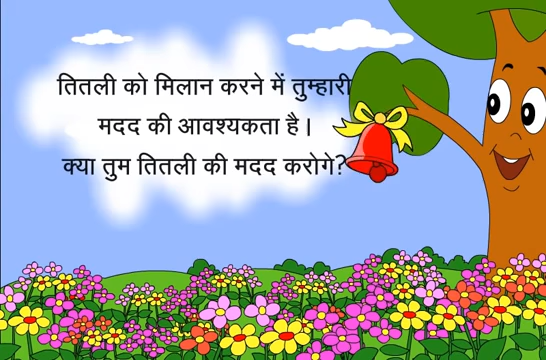 तितली को मिलान करने में तुम्हारी
मदद की आवश्यकता है।
क्या तुम तितली की मदद करोगे?